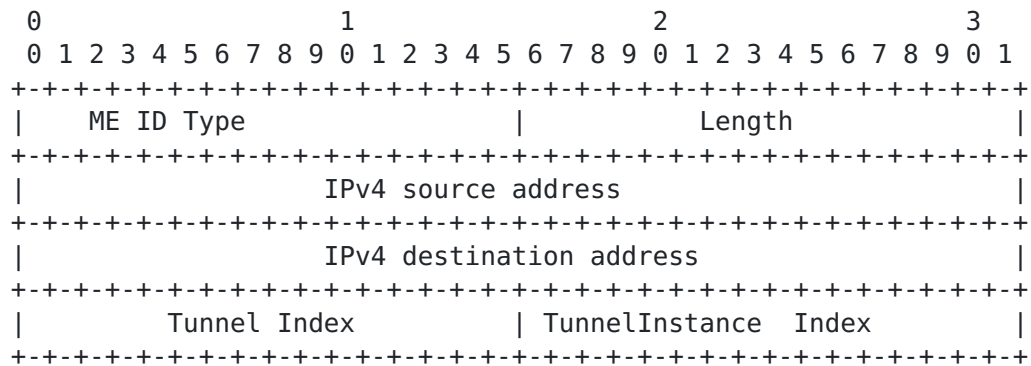 0                   1                   2                   3
 0 1 2 3 4 5 6 7 8 9 0 1 2 3 4 5 6 7 8 9 0 1 2 3 4 5 6 7 8 9 0 1
+-+-+-+-+-+-+-+-+-+-+-+-+-+-+-+-+-+-+-+-+-+-+-+-+-+-+-+-+-+-+-+-+
|    ME ID Type                 |           Length              |
+-+-+-+-+-+-+-+-+-+-+-+-+-+-+-+-+-+-+-+-+-+-+-+-+-+-+-+-+-+-+-+-+
|                   IPv4 source address                         |
+-+-+-+-+-+-+-+-+-+-+-+-+-+-+-+-+-+-+-+-+-+-+-+-+-+-+-+-+-+-+-+-+
|                   IPv4 destination address                    |
+-+-+-+-+-+-+-+-+-+-+-+-+-+-+-+-+-+-+-+-+-+-+-+-+-+-+-+-+-+-+-+-+
|         Tunnel Index          | TunnelInstance  Index         |
+-+-+-+-+-+-+-+-+-+-+-+-+-+-+-+-+-+-+-+-+-+-+-+-+-+-+-+-+-+-+-+-+